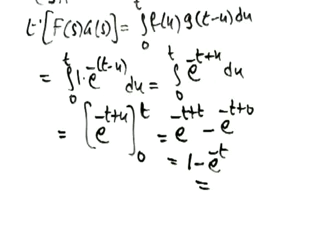 t⁻¹[F(s)G(s)] = ∫₀ᵗ f(u) g(t-u) du
= ∫₀ᵗ 1·e^{-(t-u)} du = ∫₀ᵗ e^{-t+u} du
= [e^{-t+u}]₀ᵗ = e^{-t+t} - e^{-t+0}
= 1 - e^{-t}
=